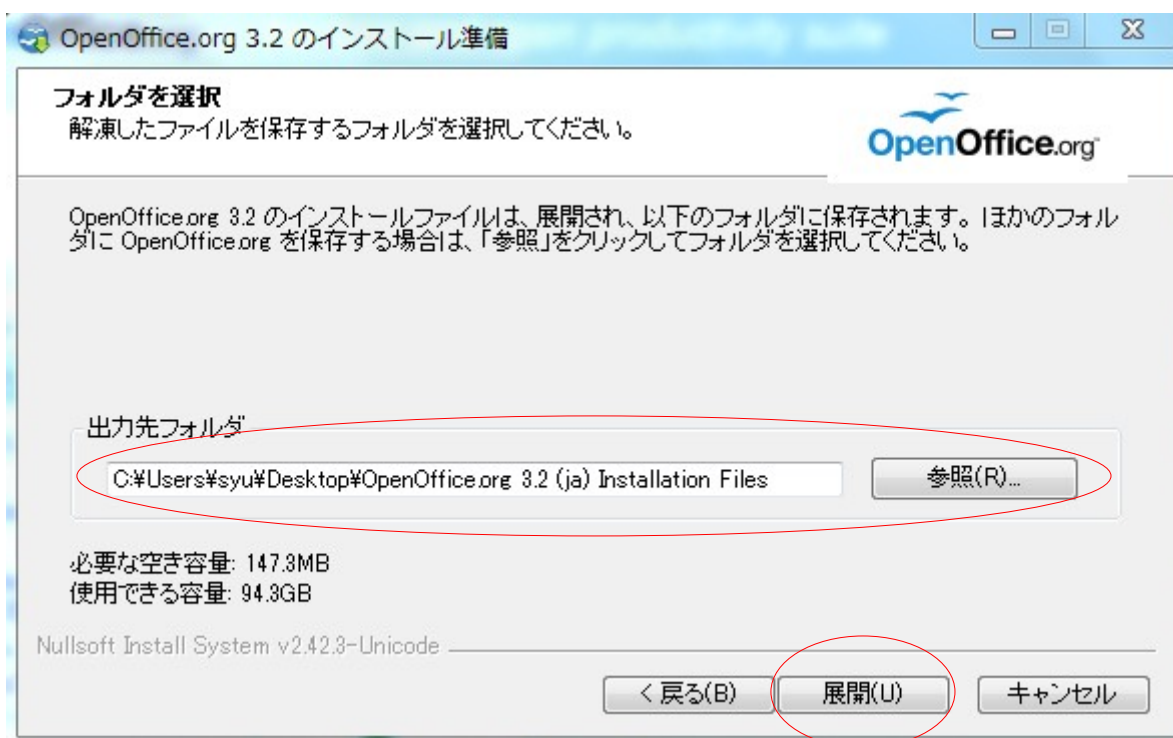 OpenOffice.org 3.2 のインストール準備
フォルダを選択
解凍したファイルを保存するフォルダを選択してください。
OpenOffice.org
OpenOffice.org 3.2 のインストールファイルは、展開され、以下のフォルダに保存されます。ほかのフォル
ダに OpenOffice.org を保存する場合は、「参照」をクリックしてフォルダを選択してください。
出力先フォルダ
C:¥Users¥syu¥Desktop¥OpenOffice.org 3.2 (ja) Installation Files
参照(R)...
必要な空き容量: 147.3MB
使用できる容量: 94.3GB
Nullsoft Install System v2.42.3-Unicode
< 戻る(B)
展開(U)
キャンセル